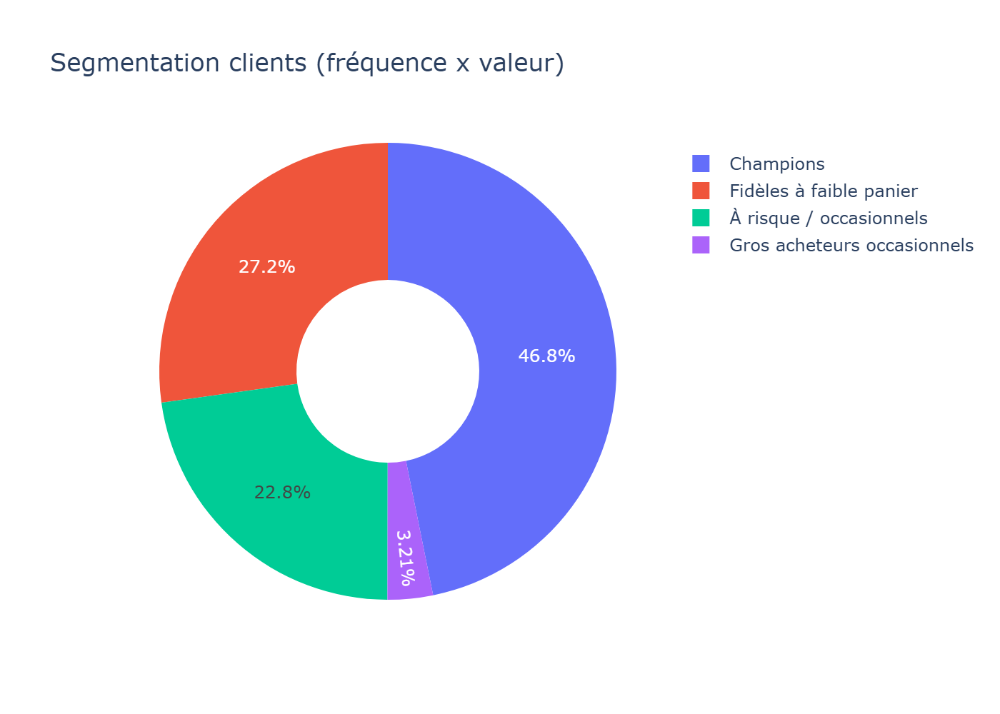 Segmentation clients (fréquence x valeur)
Champions
Fidèles à faible panier
À risque / occasionnels
Gros acheteurs occasionnels
27.2%
46.8%
22.8%
3.21%